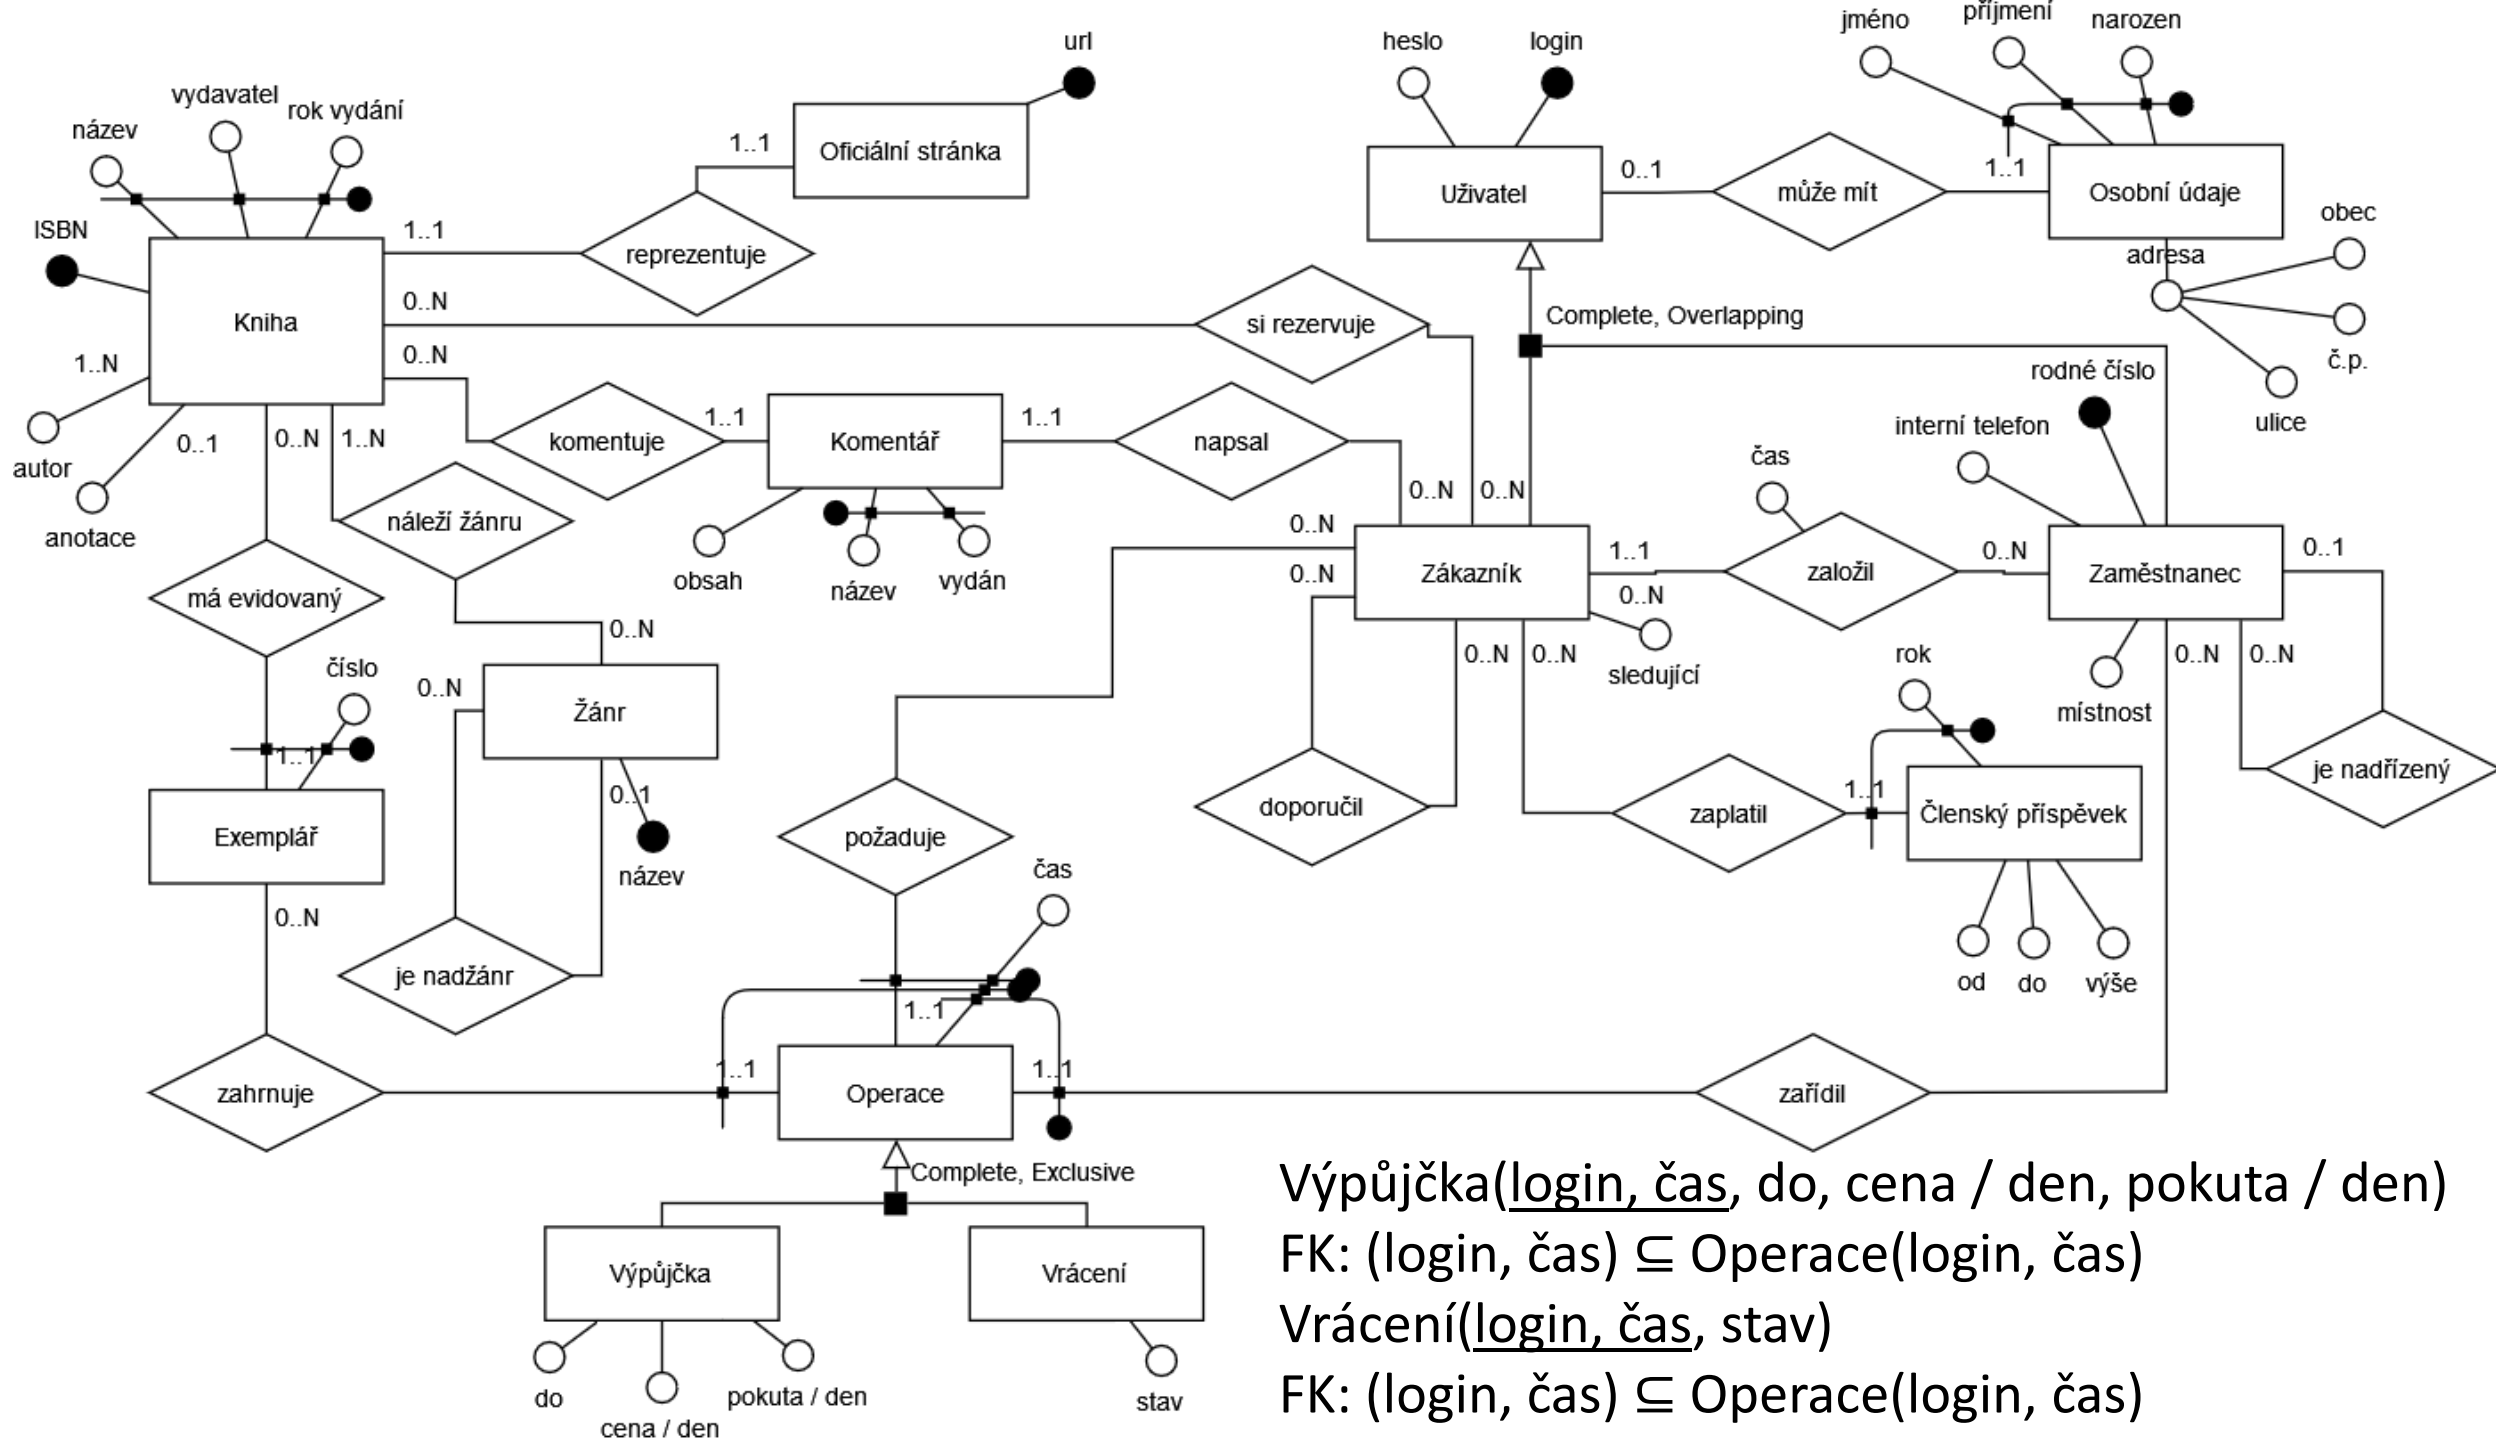 url
heslo
login
jméno
příjmení
narozen
název
vydavatel
rok vydání
ISBN
1..1
Oficiální stránka
reprezentuje
1..1
Kniha
0..N
0..N
1..N
autor
anotace
0..1
0..N
1..N
Uživatel
0..1
může mít
1..1
Osobní údaje
adresa
obec
č.p.
ulice
si rezervuje
Complete, Overlapping
komentuje
1..1
Komentář
1..1
napsal
0..N
0..N
obsah
název
vydán
náleží žánru
0..N
má evidovaný
číslo
1..1
Exemplář
0..N
0..N
Žánr
0..1
název
je nadžánr
0..N
0..N
Zákazník
1..1
0..N
sledující
čas
založil
0..N
interní telefon
rodné číslo
Zaměstnanec
0..1
místnost
0..N
0..N
je nadřízený
0..N
0..N
požaduje
doporučil
zaplatil
rok
1..1
Členský příspěvek
od
do
výše
čas
1..1
zahrnuje
1..1
Operace
1..1
zařídil
Complete, Exclusive
Výpůjčka
Vrácení
do
cena / den
pokuta / den
stav
Výpůjčka(login, čas, do, cena / den, pokuta / den)
FK: (login, čas) ⊆ Operace(login, čas)
Vrácení(login, čas, stav)
FK: (login, čas) ⊆ Operace(login, čas)